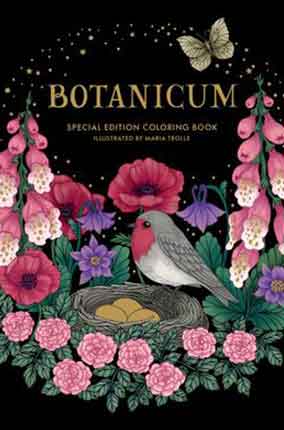 BOTANICUM
SPECIAL EDITION COLORING BOOK
ILLUSTRATED BY MARIA TROLLE